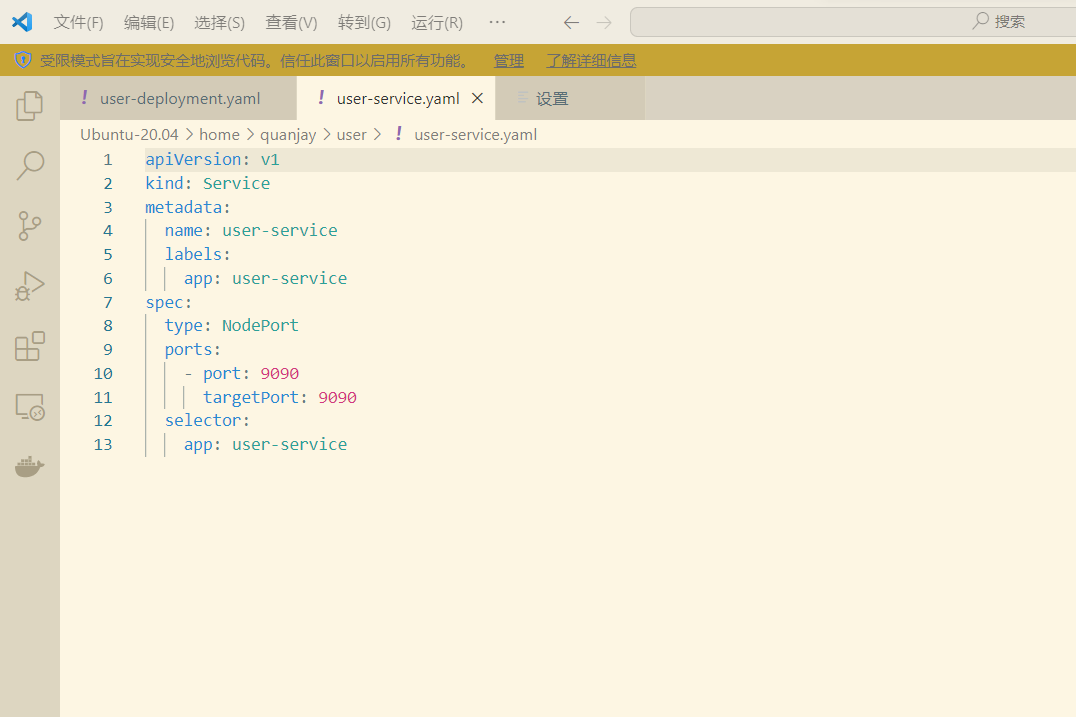 文件(F) 编辑(E) 选择(S) 查看(V) 转到(G) 运行(R) ··· 搜索
受限模式旨在实现安全地浏览代码。信任此窗口以启用所有功能。 管理 了解详细信息
! user-deployment.yaml ! user-service.yaml 设置
Ubuntu-20.04 > home > quanjay > user > ! user-service.yaml
1 apiVersion: v1
2 kind: Service
3 metadata:
4   name: user-service
5   labels:
6     app: user-service
7 spec:
8   type: NodePort
9   ports:
10     - port: 9090
11       targetPort: 9090
12   selector:
13     app: user-service